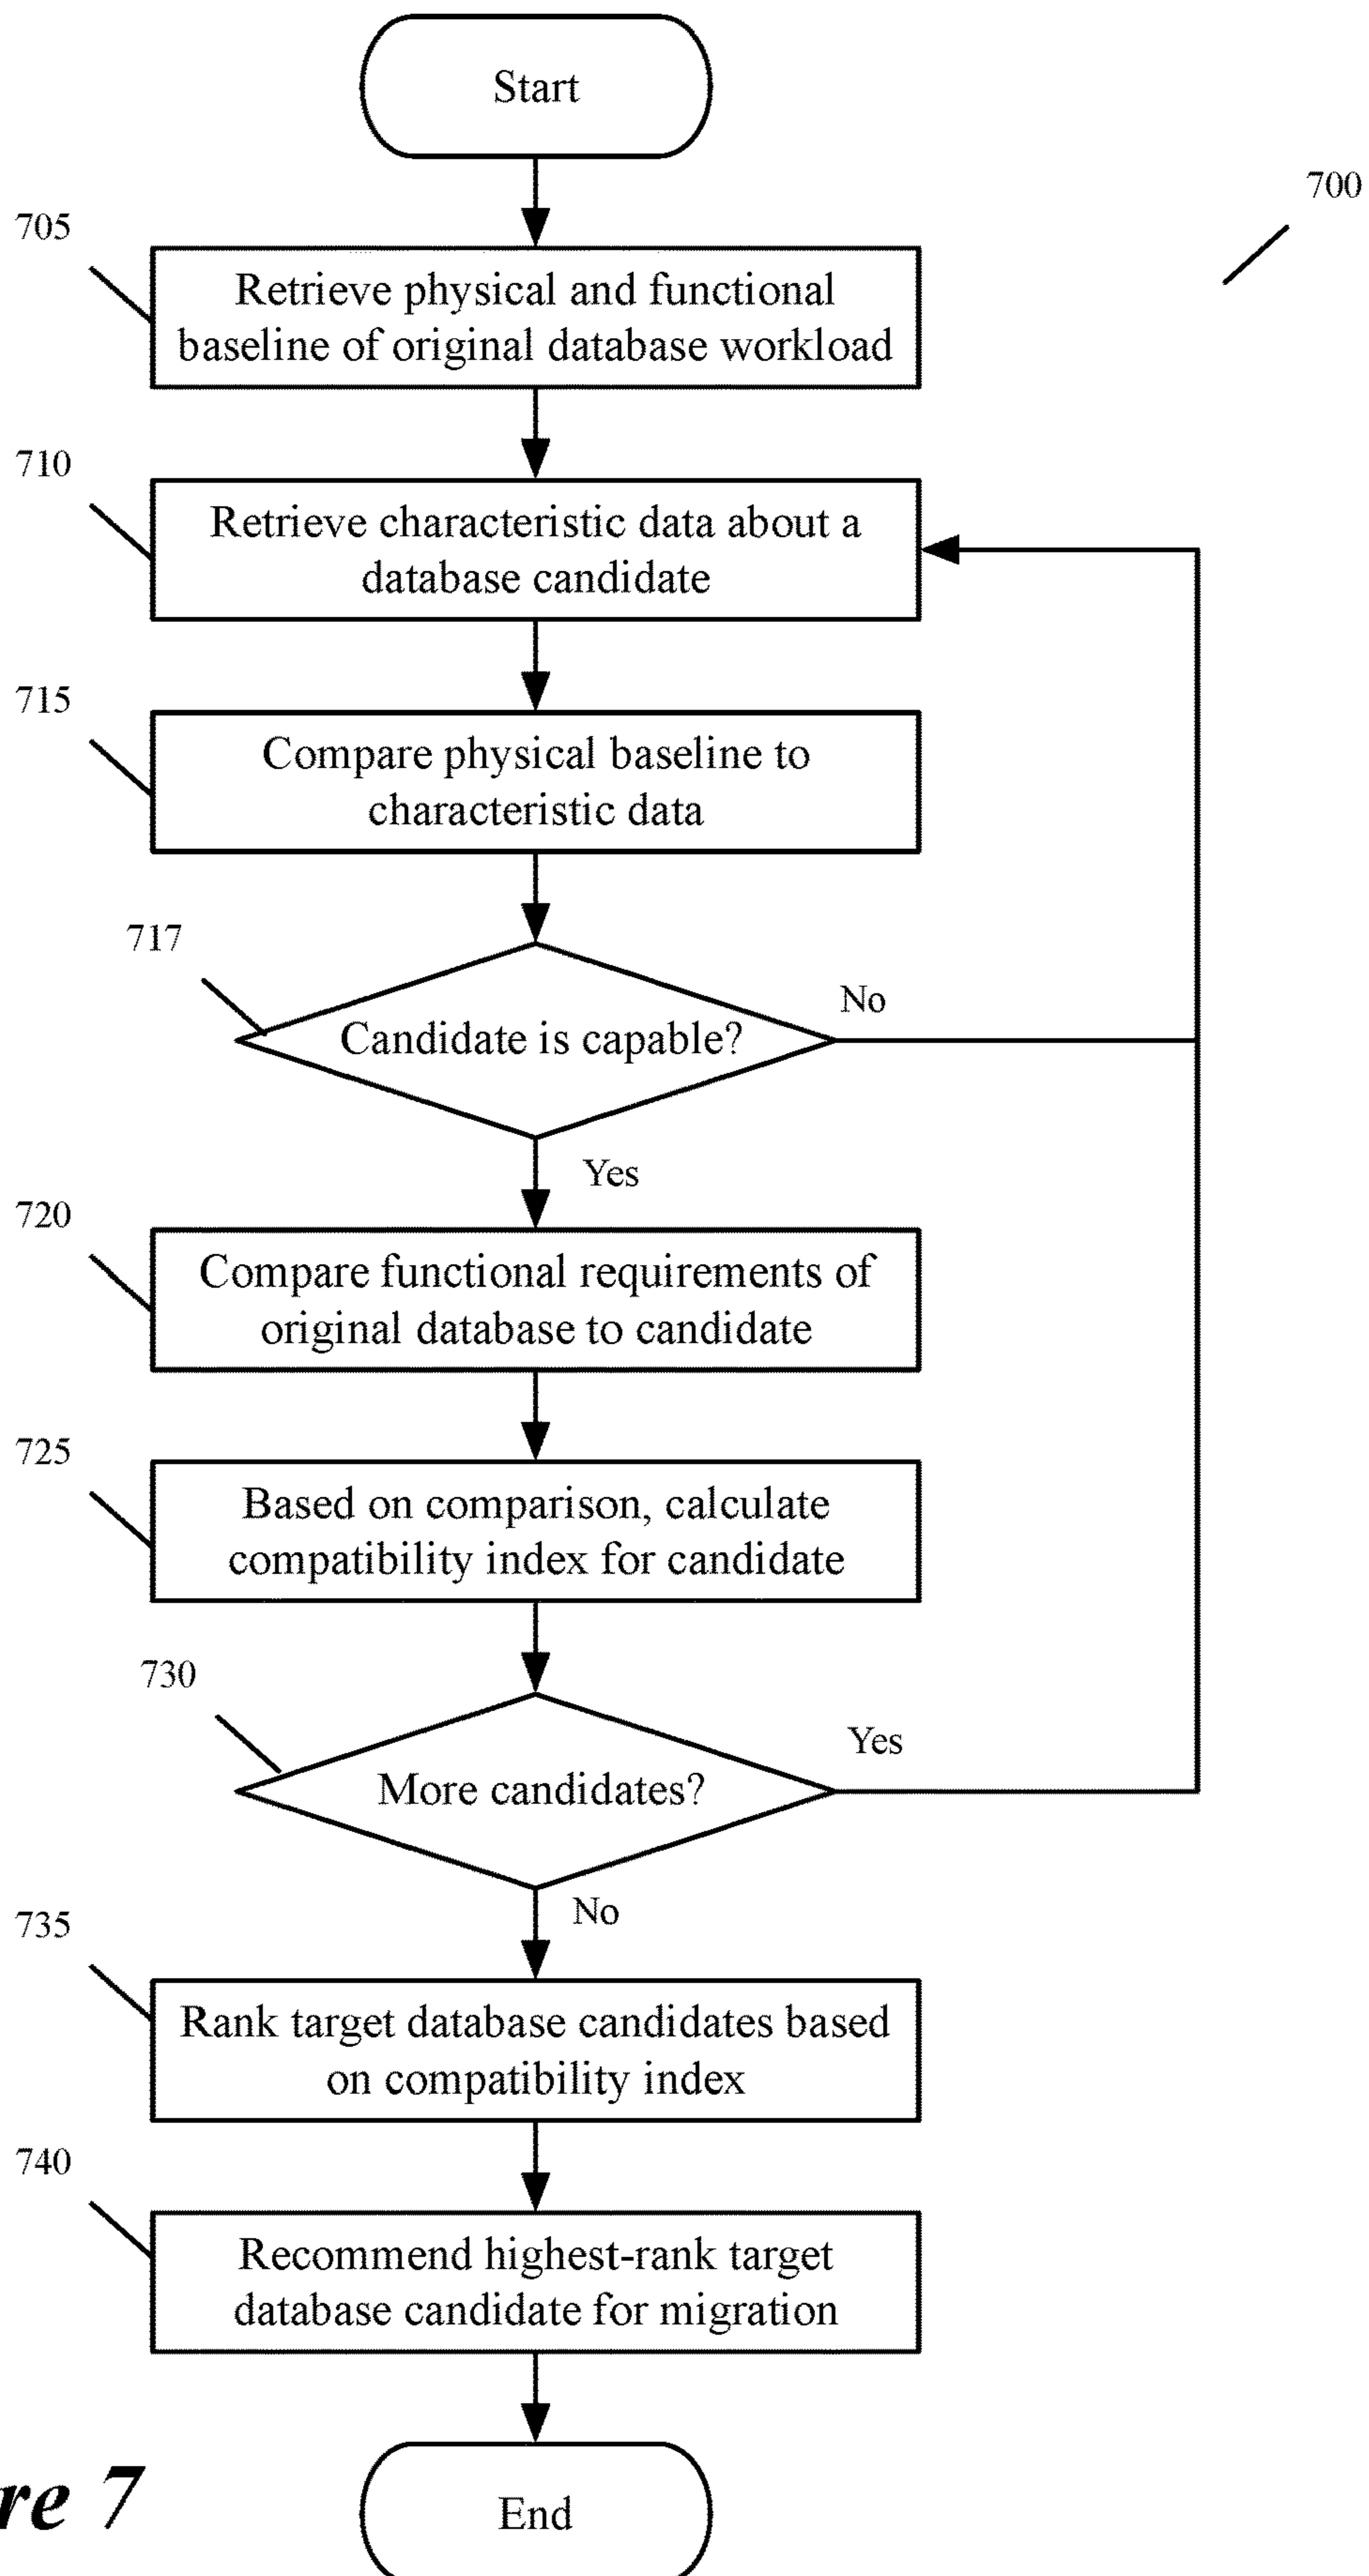 Start
700
705
Retrieve physical and functional
baseline of original database workload
710
Retrieve characteristic data about a
database candidate
715
Compare physical baseline to
characteristic data
717
Candidate is capable?
No
Yes
720
Compare functional requirements of
original database to candidate
725
Based on comparison, calculate
compatibility index for candidate
730
More candidates?
Yes
No
735
Rank target database candidates based
on compatibility index
740
Recommend highest-rank target
database candidate for migration
re 7
End